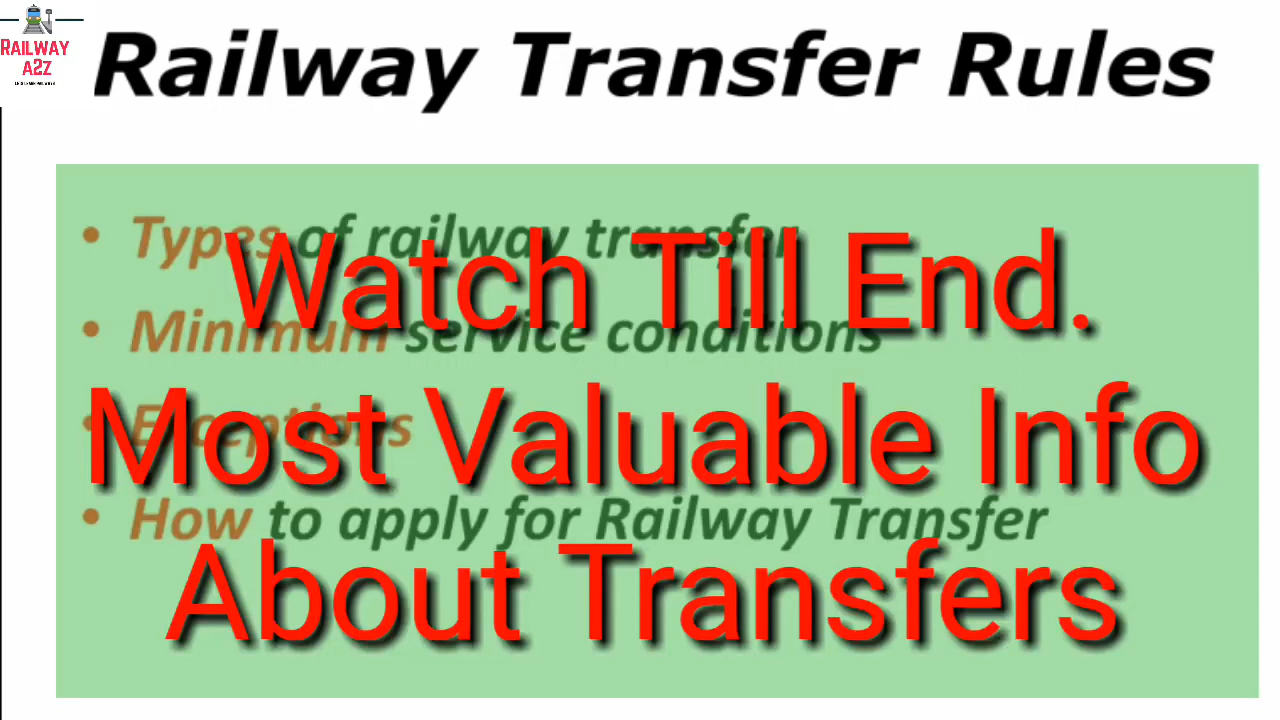 RAILWAY
A2Z
Railway Transfer Rules
• Types of railway transfer
Watch Till End.
• Minimum service conditions
• Exceptions
Most Valuable Info
• How to apply for Railway Transfer
About Transfers